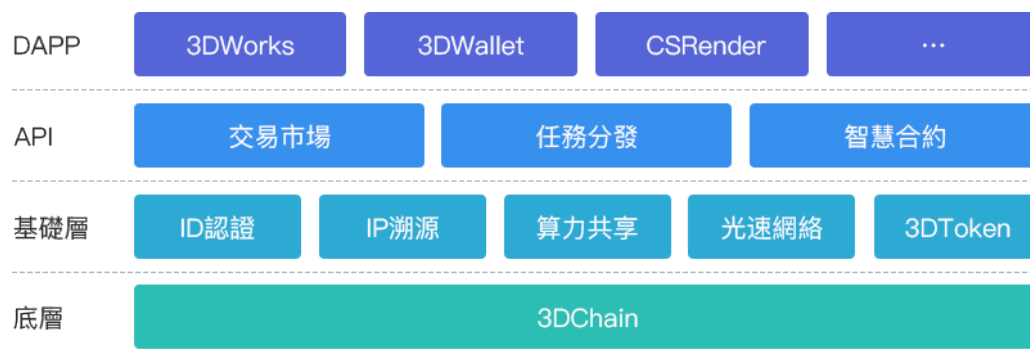 DAPP 3DWorks 3DWallet CSRender ...
API 交易市場 任務分發 智慧合約
基礎層 ID認證 IP溯源 算力共享 光速網絡 3DToken
底層 3DChain